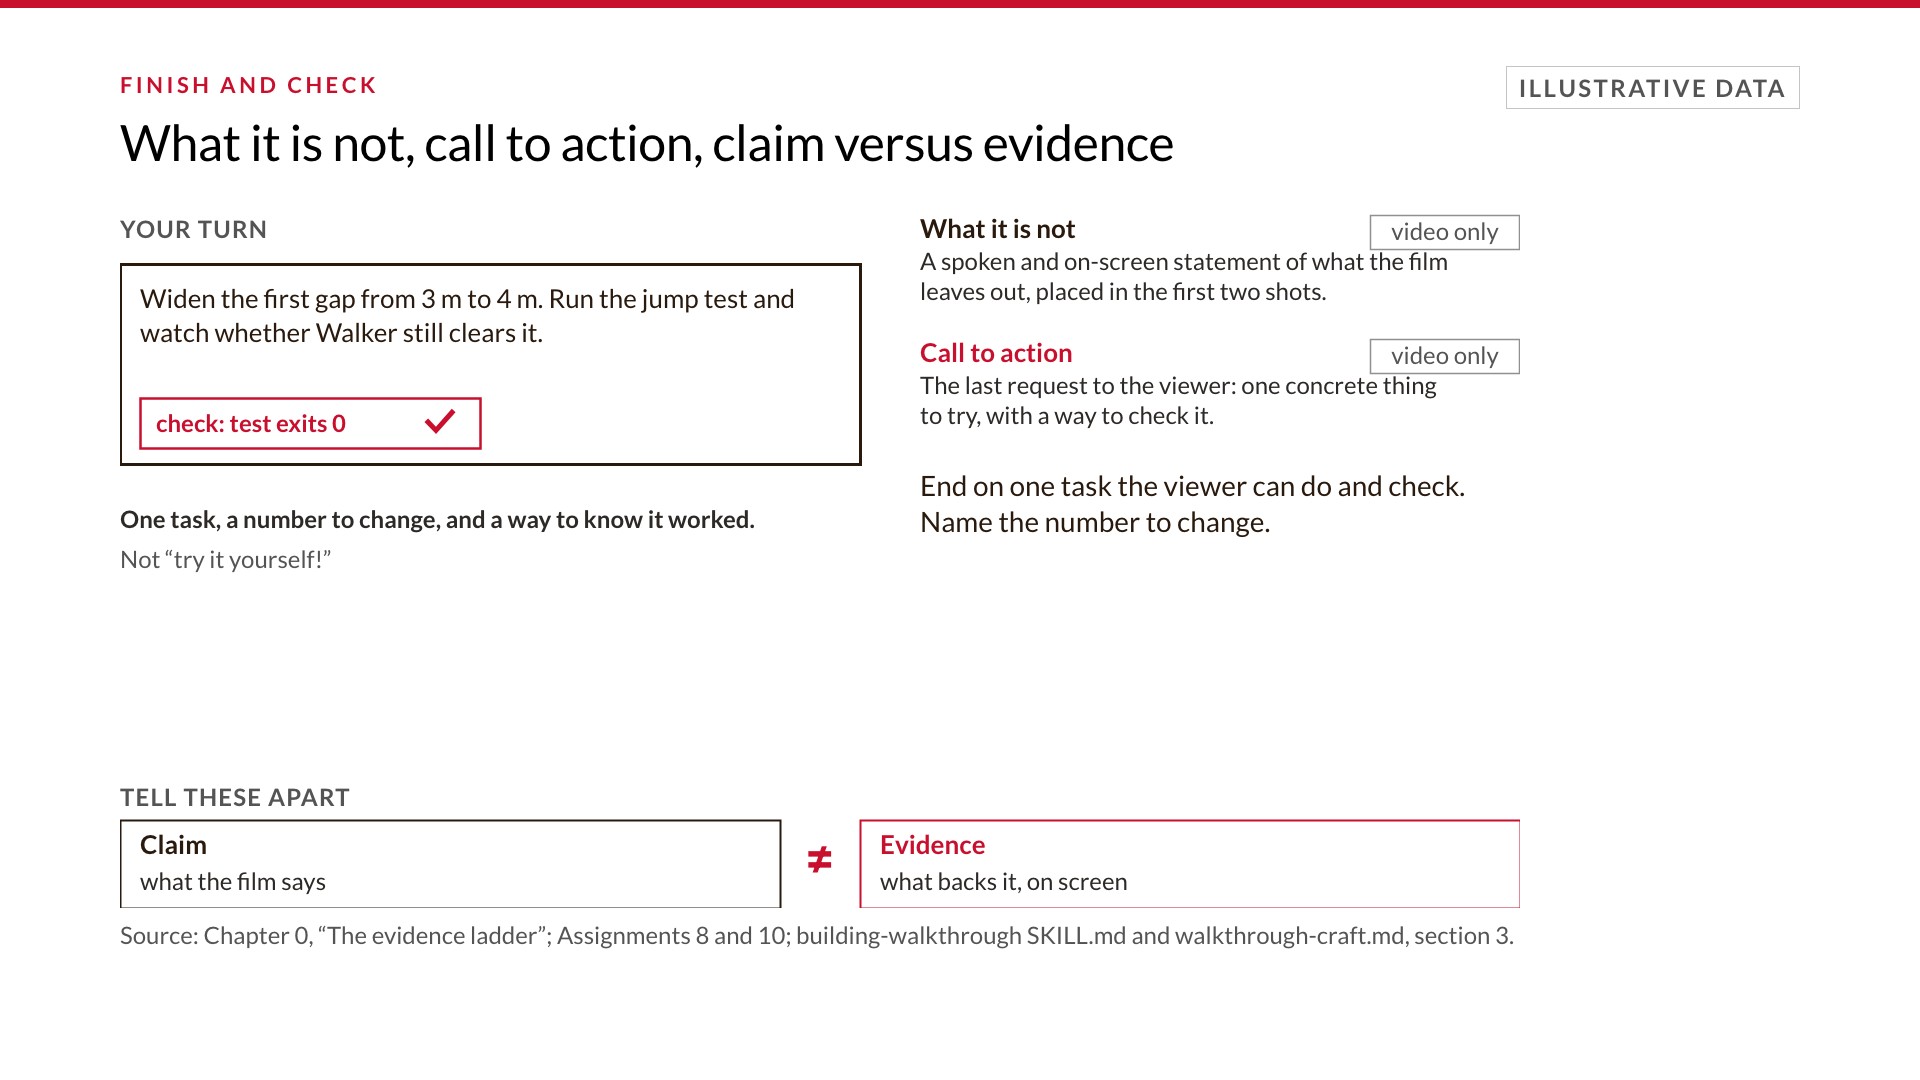 FINISH AND CHECK
ILLUSTRATIVE DATA
What it is not, call to action, claim versus evidence
YOUR TURN
Widen the first gap from 3 m to 4 m. Run the jump test and
watch whether Walker still clears it.
check: test exits 0
One task, a number to change, and a way to know it worked.
Not “try it yourself!”
What it is not
video only
A spoken and on-screen statement of what the film
leaves out, placed in the first two shots.
Call to action
video only
The last request to the viewer: one concrete thing
to try, with a way to check it.
End on one task the viewer can do and check.
Name the number to change.
TELL THESE APART
Claim
what the film says
≠
Evidence
what backs it, on screen
Source: Chapter 0, “The evidence ladder”; Assignments 8 and 10; building-walkthrough SKILL.md and walkthrough-craft.md, section 3.